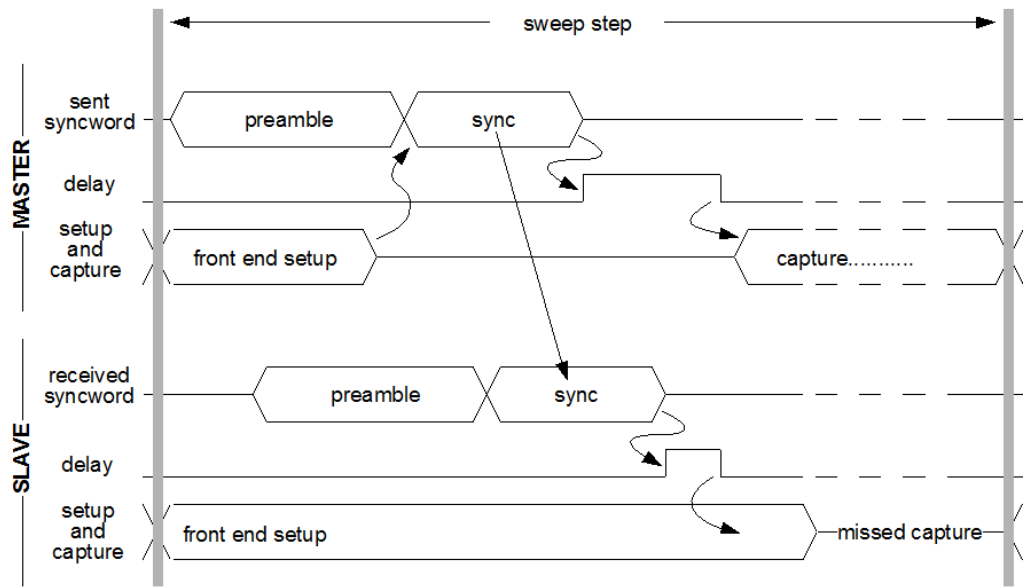 sweep step
MASTER
sent
syncword
preamble
sync
delay
setup
and
capture
front end setup
capture...........
SLAVE
received
syncword
preamble
sync
delay
setup
and
capture
front end setup
missed capture